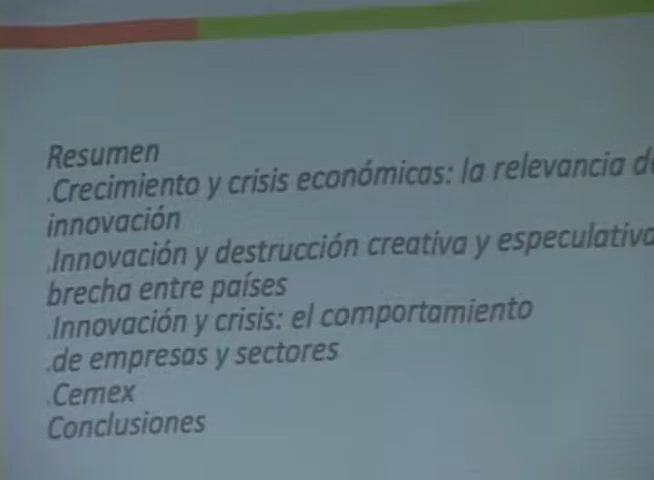 Resumen
.Crecimiento y crisis económicas: la relevancia de
innovación
.Innovación y destrucción creativa y especulativa
brecha entre países
.Innovación y crisis: el comportamiento
.de empresas y sectores
.Cemex
Conclusiones